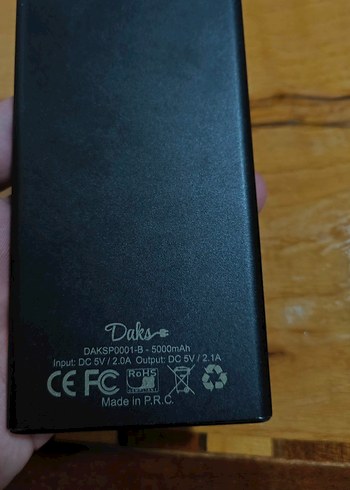 Daks
DAKSP0001-B - 5000mAh
Input: DC 5V / 2.0A Output: DC 5V / 2.1A
CE FC RoHS
Made in P.R.C.